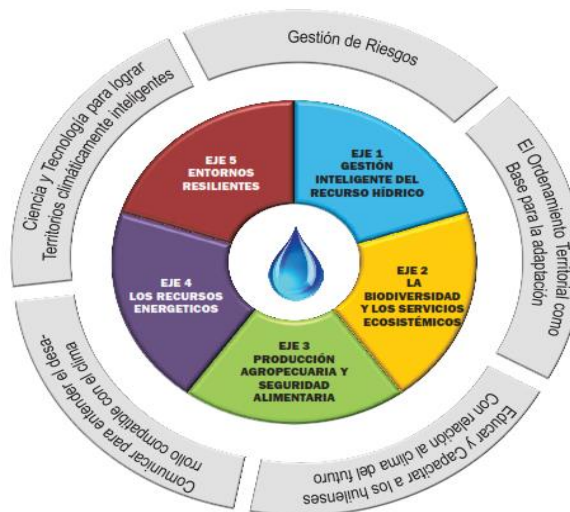 Gestión de Riesgos
El Ordenamiento Territorial como
Base para la adaptación
Educar y Capacitar a los huilenses
Con relación al clima del futuro
Comunicar para entender el desa-
rrollo compatible con el clima
Ciencia y Tecnología para lograr
Territorios climáticamente inteligentes
EJE 1
GESTIÓN
INTELIGENTE DEL
RECURSO HÍDRICO
EJE 2
LA
BIODIVERSIDAD
Y LOS SERVICIOS
ECOSISTÉMICOS
EJE 3
PRODUCCIÓN
AGROPECUARIA Y
SEGURIDAD
ALIMENTARIA
EJE 4
LOS RECURSOS
ENERGETICOS
EJE 5
ENTORNOS
RESILIENTES